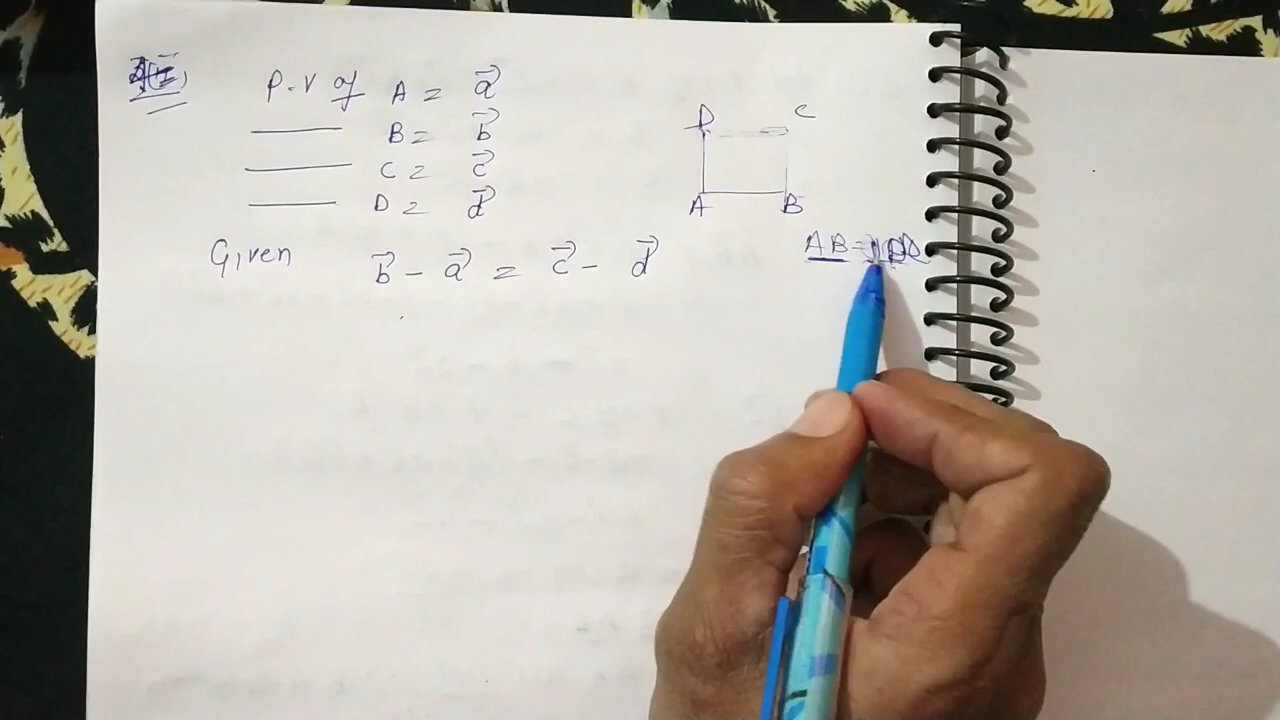 P.V of A = a⃗
B = b⃗
C = c⃗
D = d⃗
D C
A B
Given b⃗ - a⃗ = c⃗ - d⃗
AB =